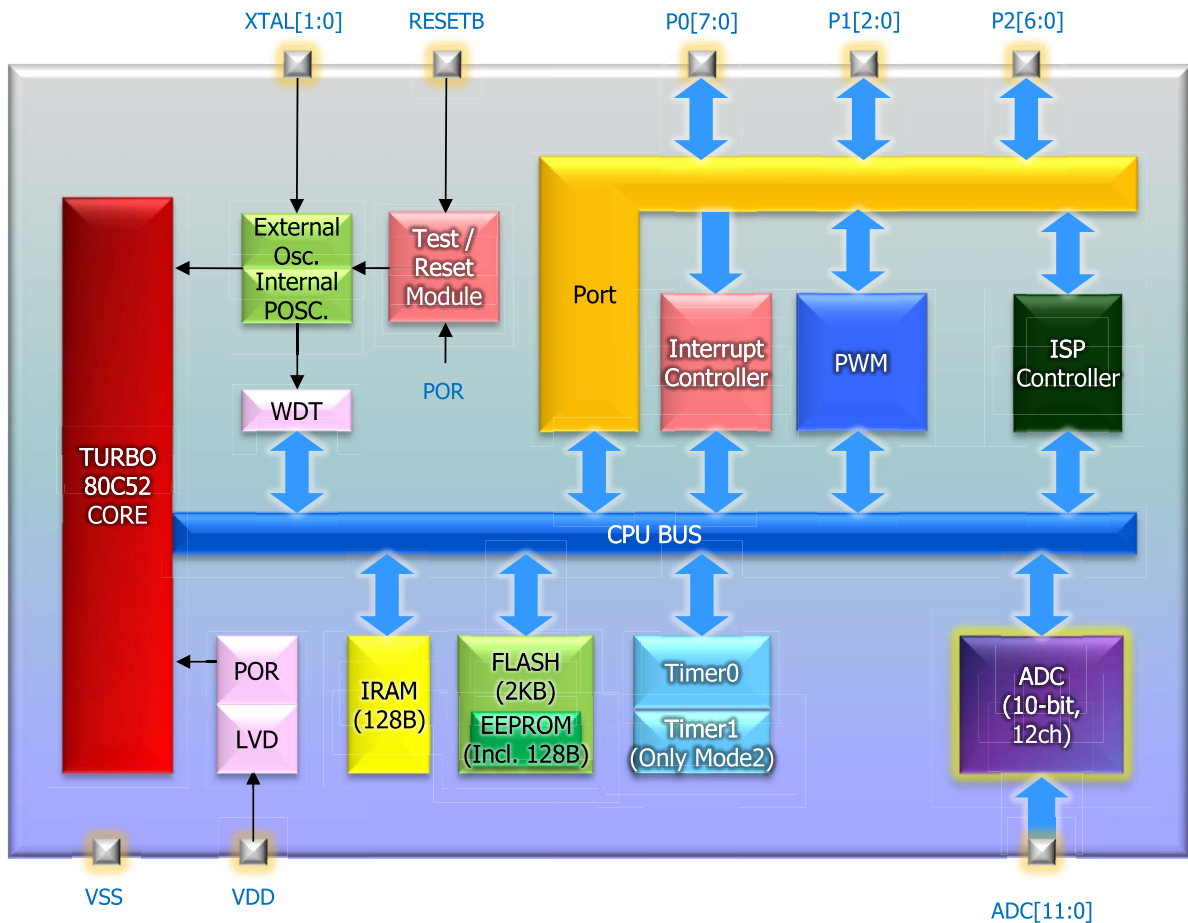 XTAL[1:0]
RESETB
P0[7:0]
P1[2:0]
P2[6:0]
External
Osc.
Internal
POSC.
Test /
Reset
Module
Port
Interrupt
Controller
PWM
ISP
Controller
POR
WDT
TURBO
80C52
CORE
CPU BUS
POR
LVD
IRAM
(128B)
FLASH
(2KB)
EEPROM
(Incl. 128B)
Timer0
Timer1
(Only Mode2)
ADC
(10-bit,
12ch)
VSS
VDD
ADC[11:0]